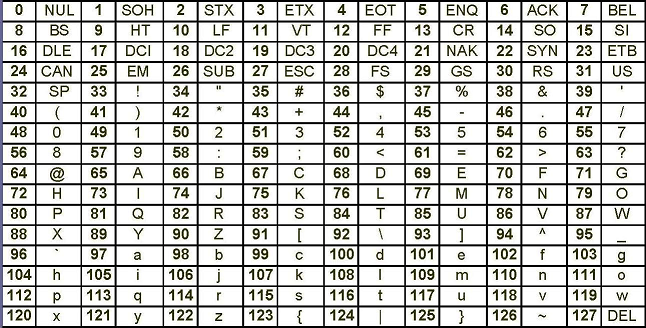 0 NUL 1 SOH 2 STX 3 ETX 4 EOT 5 ENQ 6 ACK 7 BEL
8 BS 9 HT 10 LF 11 VT 12 FF 13 CR 14 SO 15 SI
16 DLE 17 DCI 18 DC2 19 DC3 20 DC4 21 NAK 22 SYN 23 ETB
24 CAN 25 EM 26 SUB 27 ESC 28 FS 29 GS 30 RS 31 US
32 SP 33 ! 34 " 35 # 36 $ 37 % 38 & 39 '
40 ( 41 ) 42 * 43 + 44 , 45 - 46 . 47 /
48 0 49 1 50 2 51 3 52 4 53 5 54 6 55 7
56 8 57 9 58 : 59 ; 60 < 61 = 62 > 63 ?
64 @ 65 A 66 B 67 C 68 D 69 E 70 F 71 G
72 H 73 I 74 J 75 K 76 L 77 M 78 N 79 O
80 P 81 Q 82 R 83 S 84 T 85 U 86 V 87 W
88 X 89 Y 90 Z 91 [ 92 \ 93 ] 94 ^ 95 _
96 ` 97 a 98 b 99 c 100 d 101 e 102 f 103 g
104 h 105 i 106 j 107 k 108 l 109 m 110 n 111 o
112 p 113 q 114 r 115 s 116 t 117 u 118 v 119 w
120 x 121 y 122 z 123 { 124 | 125 } 126 ~ 127 DEL